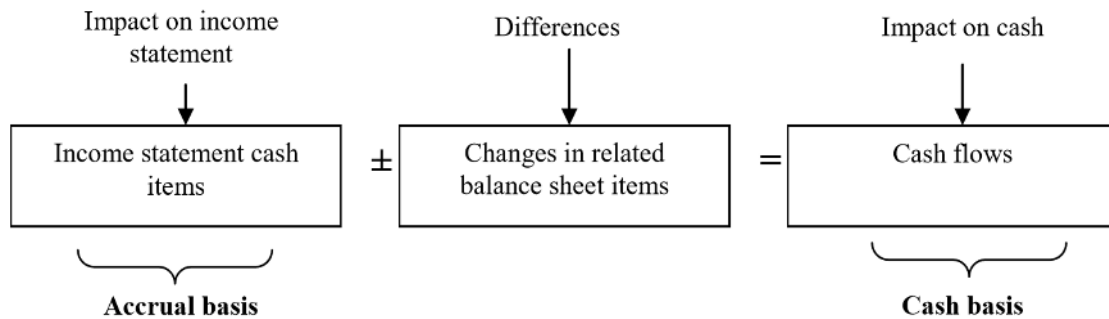 Impact on income
statement
Differences
Impact on cash
Income statement cash
items
±
Changes in related
balance sheet items
=
Cash flows
Accrual basis
Cash basis